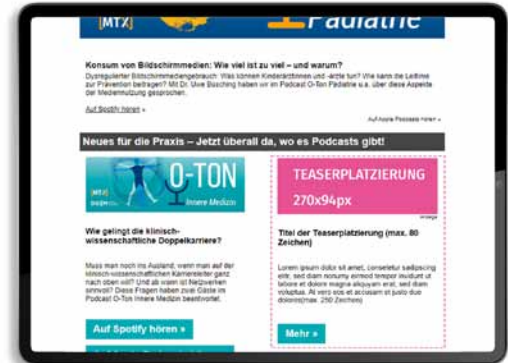 [MTX]
Pädiatrie
Konsum von Bildschirmmedien: Wie viel ist zu viel – und warum?
Dysregulierter Bildschirmmediengebrauch: Was können Kinderärztinnen und -ärzte tun? Wie kann die Leitlinie
zur Prävention beitragen? Mit Dr. Uwe Büsching haben wir im Podcast O-Ton Pädiatrie u.a. über diese Aspekte
der Mediennutzung gesprochen.
Auf Spotify hören »
Auf Apple Podcasts hören »
Neues für die Praxis – Jetzt überall da, wo es Podcasts gibt!
O-TON
[MTX]
Innere Medizin
Wie gelingt die klinisch-
wissenschaftliche Doppelkarriere?
Muss man noch ins Ausland, wenn man auf der
klinisch-wissenschaftlichen Karriereleiter ganz
nach oben will? Und ab wann ist Netzwerken
sinnvoll? Diese Fragen haben zwei Gäste im
Podcast O-Ton Innere Medizin beantwortet.
Auf Spotify hören »
TEASERPLATZIERUNG
270x94px
Anzeige
Titel der Teaserplatzierung (max. 80
Zeichen)
Lorem ipsum dolor sit amet, consetetur sadipscing
elitr, sed diam nonumy eirmod tempor invidunt ut
labore et dolore magna aliquyam erat, sed diam
voluptua. At vero eos et accusam et justo duo
dolores(max. 250 Zeichen)
Mehr »